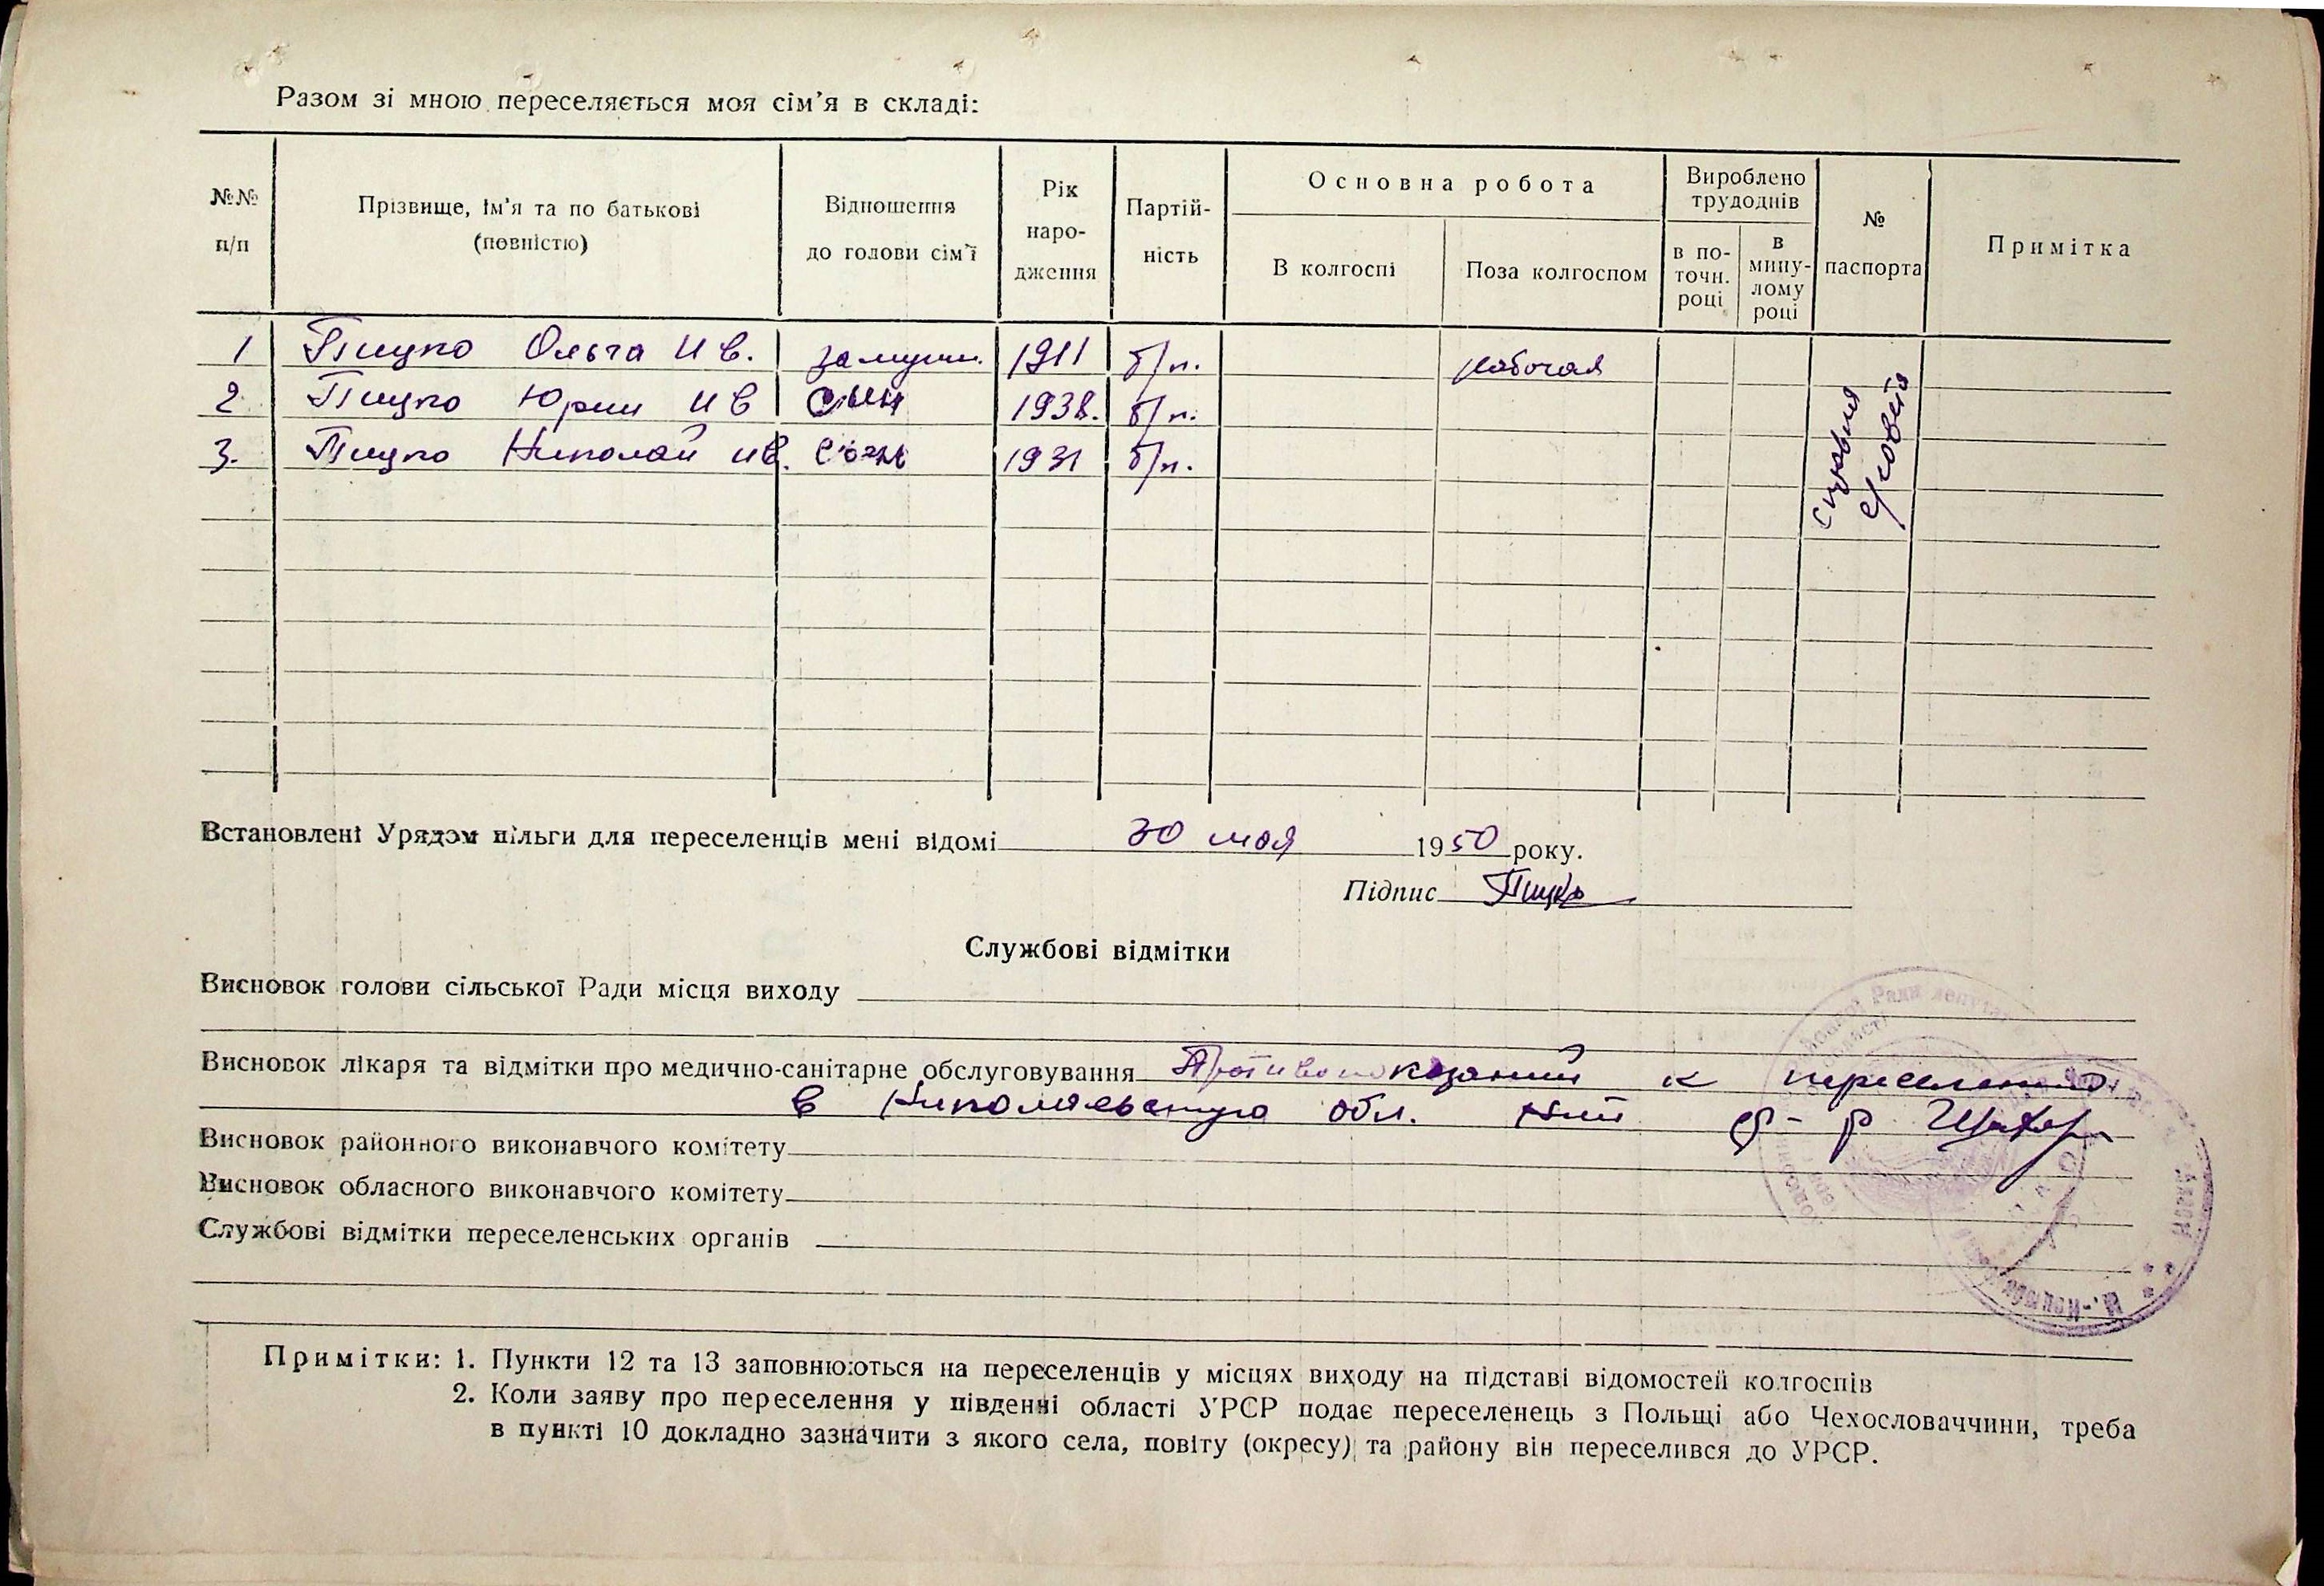 Разом зі мною переселяється моя сім'я в складі:
№№ п/п
Прізвище, ім'я та по батькові (повністю)
Відношення до голови сім'ї
Рік народження
Партійність
Основна робота
В колгоспі
Поза колгоспом
Вироблено трудоднів
в поточн. році
в минулому році
№ паспорта
Примітка
1 Пицко Ольга Ив. 1911 б/п. рабочая
2 Пицко Юрии Ив сын 1938. б/п.
3. Пицко Николай ив. сын 1931 б/п.
Встановлені Урядом пільги для переселенців мені відомі 30 мая 1950 року.
Підпис Пицко
Службові відмітки
Висновок голови сільської Ради місця виходу
Висновок лікаря та відмітки про медично-санітарне обслуговування Противопоказаний к переселению
в Николаевскую обл. нет
Висновок районного виконавчого комітету
Висновок обласного виконавчого комітету
Службові відмітки переселенських органів
Примітки: 1. Пункти 12 та 13 заповнюються на переселенців у місцях виходу на підставі відомостей колгоспів
2. Коли заяву про переселення у південні області УРСР подає переселенець з Польщі або Чехословаччини, треба
в пункті 10 докладно зазначити з якого села, повіту (окресу) та району він переселився до УРСР.